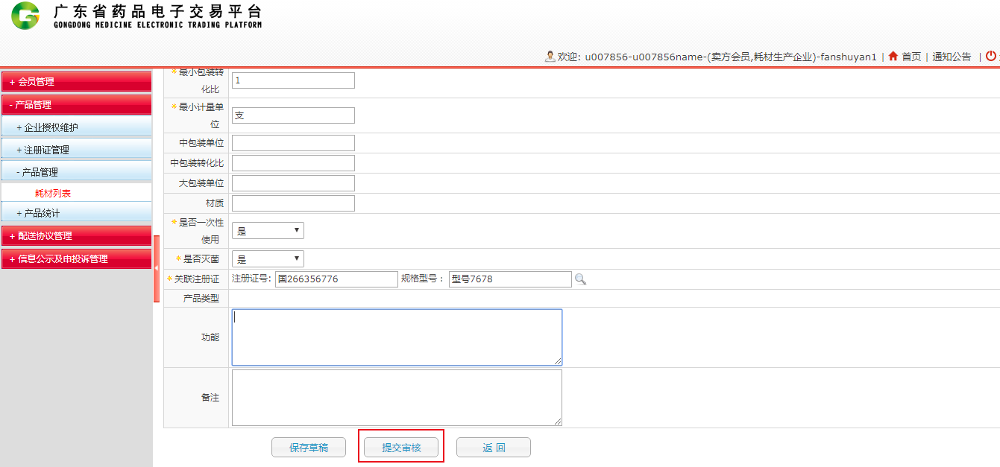 广东省药品电子交易平台
GONGDONG MEDICINE ELECTRONIC TRADING PLATFORM
欢迎: u007856-u007856name-(卖方会员,耗材生产企业)-fanshuyan1 | 首页 | 通知公告 |
+ 会员管理
- 产品管理
+ 企业授权维护
+ 注册证管理
- 产品管理
耗材列表
+ 产品统计
+ 配送协议管理
+ 信息公示及申投诉管理
* 最小包装转
化比
1
* 最小计量单
位
支
中包装单位
中包装转化比
大包装单位
材质
* 是否一次性
使用
是
* 是否灭菌
是
* 关联注册证 注册证号: 国266356776 规格型号: 型号7678
产品类型
功能
备注
保存草稿 提交审核 返 回